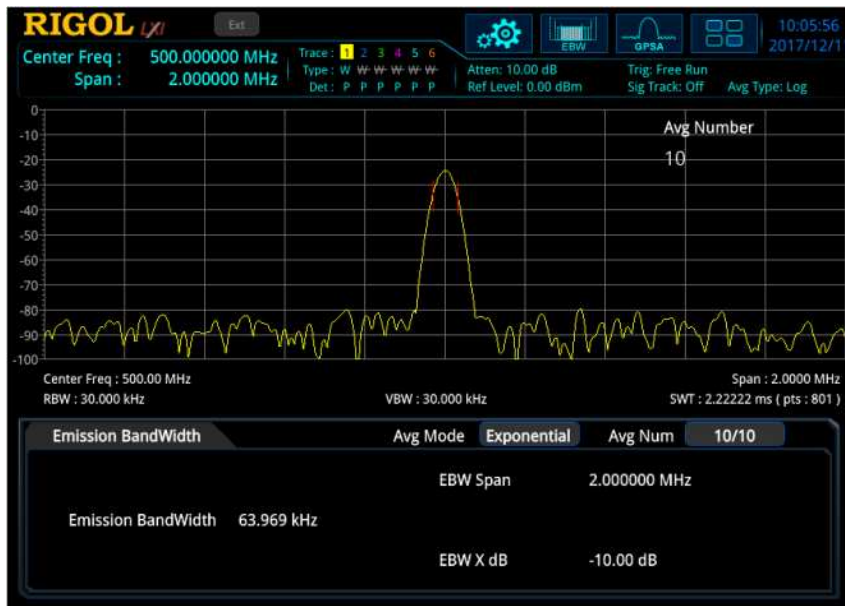 RIGOL LXI Ext
10:05:56
2017/12/1
EBW GPSA
Center Freq : 500.000000 MHz
Span : 2.000000 MHz
Trace : 1 2 3 4 5 6
Type : W W W W W W
Det : P P P P P P
Atten: 10.00 dB
Ref Level: 0.00 dBm
Trig: Free Run
Sig Track: Off Avg Type: Log
Avg Number
10
0
-10
-20
-30
-40
-50
-60
-70
-80
-90
-100
Center Freq : 500.00 MHz Span : 2.0000 MHz
RBW : 30.000 kHz VBW : 30.000 kHz SWT : 2.22222 ms ( pts : 801 )
Emission BandWidth Avg Mode Exponential Avg Num 10/10
EBW Span 2.000000 MHz
Emission BandWidth 63.969 kHz
EBW X dB -10.00 dB